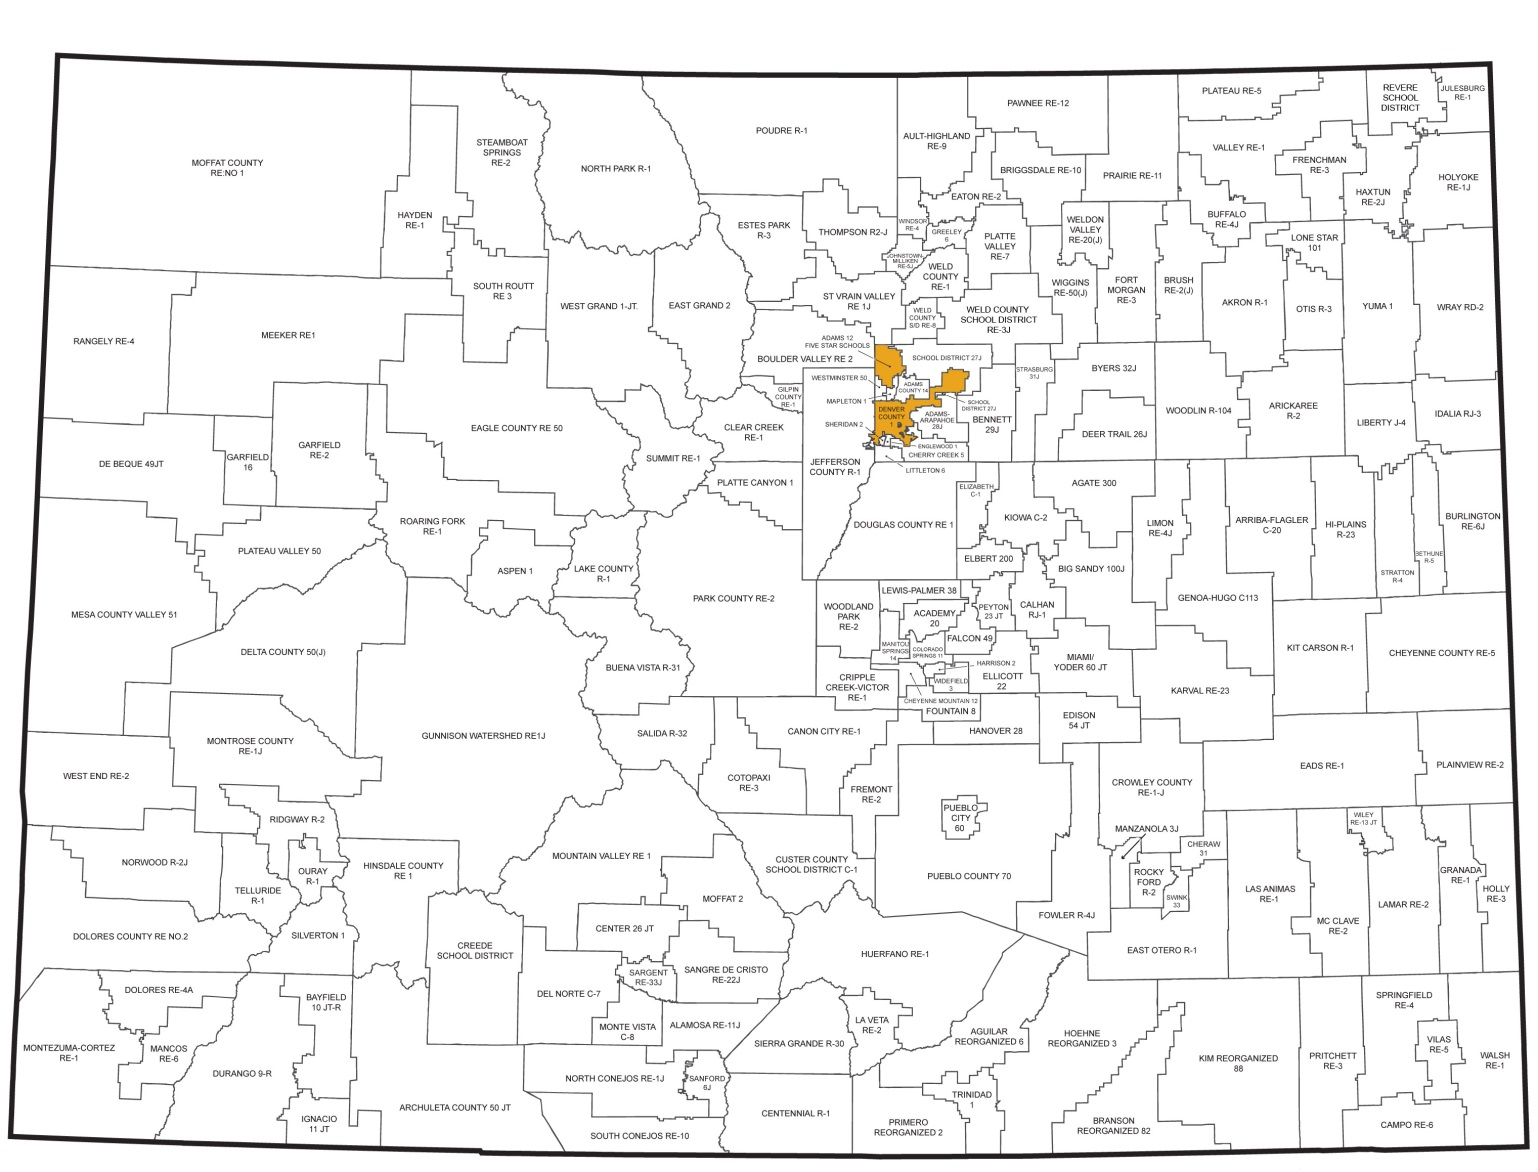 PLATEAU RE-5
REVERE
SCHOOL
DISTRICT
JULESBURG
RE-1
PAWNEE RE-12
POUDRE R-1
AULT-HIGHLAND
RE-9
STEAMBOAT
SPRINGS
RE-2
MOFFAT COUNTY
RE:NO 1
NORTH PARK R-1
VALLEY RE-1
FRENCHMAN
RE-3
HOLYOKE
RE-1J
BRIGGSDALE RE-10
PRAIRIE RE-11
HAXTUN
RE-2J
EATON RE-2
HAYDEN
RE-1
ESTES PARK
R-3
THOMPSON R2-J
WINDSOR
RE-4
GREELEY
6
PLATTE
VALLEY
RE-7
WELDON
VALLEY
RE-20(J)
BUFFALO
RE-4J
LONE STAR
101
JOHNSTOWN-
MILLIKEN
RE-5J
WELD
COUNTY
RE-1
SOUTH ROUTT
RE 3
WEST GRAND 1-JT.
EAST GRAND 2
ST VRAIN VALLEY
RE 1J
WIGGINS
RE-50(J)
FORT
MORGAN
RE-3
BRUSH
RE-2(J)
AKRON R-1
OTIS R-3
YUMA 1
WRAY RD-2
WELD
COUNTY
S/D RE-8
WELD COUNTY
SCHOOL DISTRICT
RE-3J
RANGELY RE-4
MEEKER RE1
ADAMS 12
FIVE STAR SCHOOLS
BOULDER VALLEY RE 2
SCHOOL DISTRICT 27J
STRASBURG
31J
BYERS 32J
WESTMINSTER 50
ADAMS
COUNTY 14
GILPIN
COUNTY
RE-1
MAPLETON 1
SCHOOL
DISTRICT 27J
DENVER
COUNTY
1
ADAMS-
ARAPAHOE
28J
BENNETT
29J
WOODLIN R-104
ARICKAREE
R-2
LIBERTY J-4
IDALIA RJ-3
EAGLE COUNTY RE 50
CLEAR CREEK
RE-1
SHERIDAN 2
DEER TRAIL 26J
ENGLEWOOD 1
CHERRY CREEK 5
GARFIELD
RE-2
DE BEQUE 49JT
GARFIELD
16
SUMMIT RE-1
JEFFERSON
COUNTY R-1
LITTLETON 6
PLATTE CANYON 1
ELIZABETH
C-1
AGATE 300
KIOWA C-2
DOUGLAS COUNTY RE 1
LIMON
RE-4J
ARRIBA-FLAGLER
C-20
HI-PLAINS
R-23
BURLINGTON
RE-6J
ROARING FORK
RE-1
PLATEAU VALLEY 50
ASPEN 1
LAKE COUNTY
R-1
ELBERT 200
BIG SANDY 100J
BETHUNE
R-5
STRATTON
R-4
PARK COUNTY RE-2
LEWIS-PALMER 38
GENOA-HUGO C113
MESA COUNTY VALLEY 51
WOODLAND
PARK
RE-2
ACADEMY
20
PEYTON
23 JT
CALHAN
RJ-1
DELTA COUNTY 50(J)
MANITOU
SPRINGS
14
COLORADO
SPRINGS 11
FALCON 49
KIT CARSON R-1
CHEYENNE COUNTY RE-5
BUENA VISTA R-31
HARRISON 2
MIAMI/
YODER 60 JT
CRIPPLE
CREEK-VICTOR
RE-1
WIDEFIELD
3
ELLICOTT
22
KARVAL RE-23
CHEYENNE MOUNTAIN 12
FOUNTAIN 8
EDISON
54 JT
GUNNISON WATERSHED RE1J
SALIDA R-32
CANON CITY RE-1
HANOVER 28
MONTROSE COUNTY
RE-1J
WEST END RE-2
COTOPAXI
RE-3
FREMONT
RE-2
CROWLEY COUNTY
RE-1-J
EADS RE-1
PLAINVIEW RE-2
PUEBLO
CITY
60
RIDGWAY R-2
MANZANOLA 3J
WILEY
RE-13 JT
CHERAW
31
NORWOOD R-2J
HINSDALE COUNTY
RE 1
MOUNTAIN VALLEY RE 1
CUSTER COUNTY
SCHOOL DISTRICT C-1
PUEBLO COUNTY 70
OURAY
R-1
TELLURIDE
R-1
ROCKY
FORD
R-2
SWINK
33
LAS ANIMAS
RE-1
GRANADA
RE-1
HOLLY
RE-3
MOFFAT 2
LAMAR RE-2
FOWLER R-4J
MC CLAVE
RE-2
DOLORES COUNTY RE NO.2
SILVERTON 1
CENTER 26 JT
CREEDE
SCHOOL DISTRICT
HUERFANO RE-1
EAST OTERO R-1
SARGENT
RE-33J
SANGRE DE CRISTO
RE-22J
DOLORES RE-4A
BAYFIELD
10 JT-R
DEL NORTE C-7
SPRINGFIELD
RE-4
MONTE VISTA
C-8
ALAMOSA RE-11J
LA VETA
RE-2
SIERRA GRANDE R-30
AGUILAR
REORGANIZED 6
HOEHNE
REORGANIZED 3
MONTEZUMA-CORTEZ
RE-1
MANCOS
RE-6
VILAS
RE-5
KIM REORGANIZED
88
PRITCHETT
RE-3
WALSH
RE-1
DURANGO 9-R
NORTH CONEJOS RE-1J
SANFORD
6J
TRINIDAD
1
ARCHULETA COUNTY 50 JT
CENTENNIAL R-1
IGNACIO
11 JT
PRIMERO
REORGANIZED 2
BRANSON
REORGANIZED 82
CAMPO RE-6
SOUTH CONEJOS RE-10